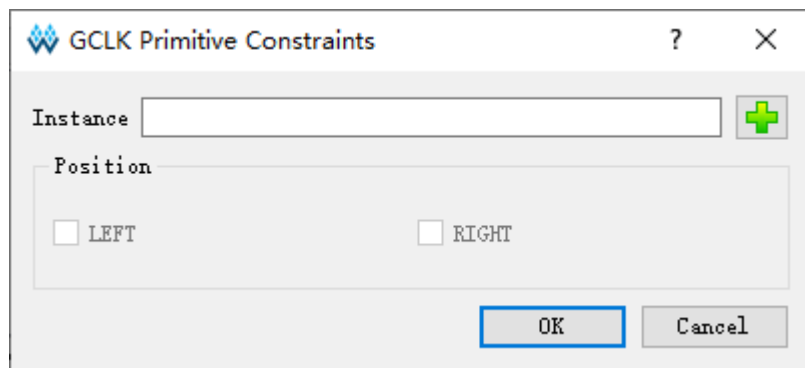 GCLK Primitive Constraints ?
Instance
Position
LEFT RIGHT
OK Cancel